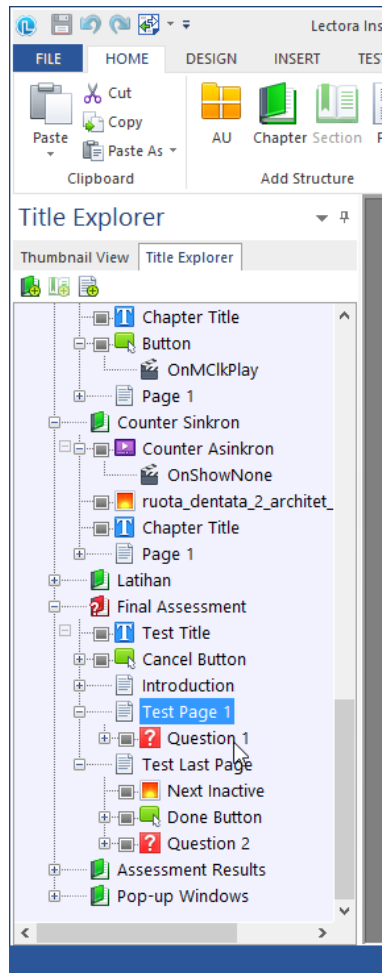 Lectora Ins
FILE HOME DESIGN INSERT TES
Paste
Cut
Copy
Paste As
AU Chapter Section P
Clipboard Add Structure
Title Explorer
Thumbnail View Title Explorer
Chapter Title
Button
OnMClkPlay
Page 1
Counter Sinkron
Counter Asinkron
OnShowNone
ruota_dentata_2_architet_
Chapter Title
Page 1
Latihan
Final Assessment
Test Title
Cancel Button
Introduction
Test Page 1
Question 1
Test Last Page
Next Inactive
Done Button
Question 2
Assessment Results
Pop-up Windows